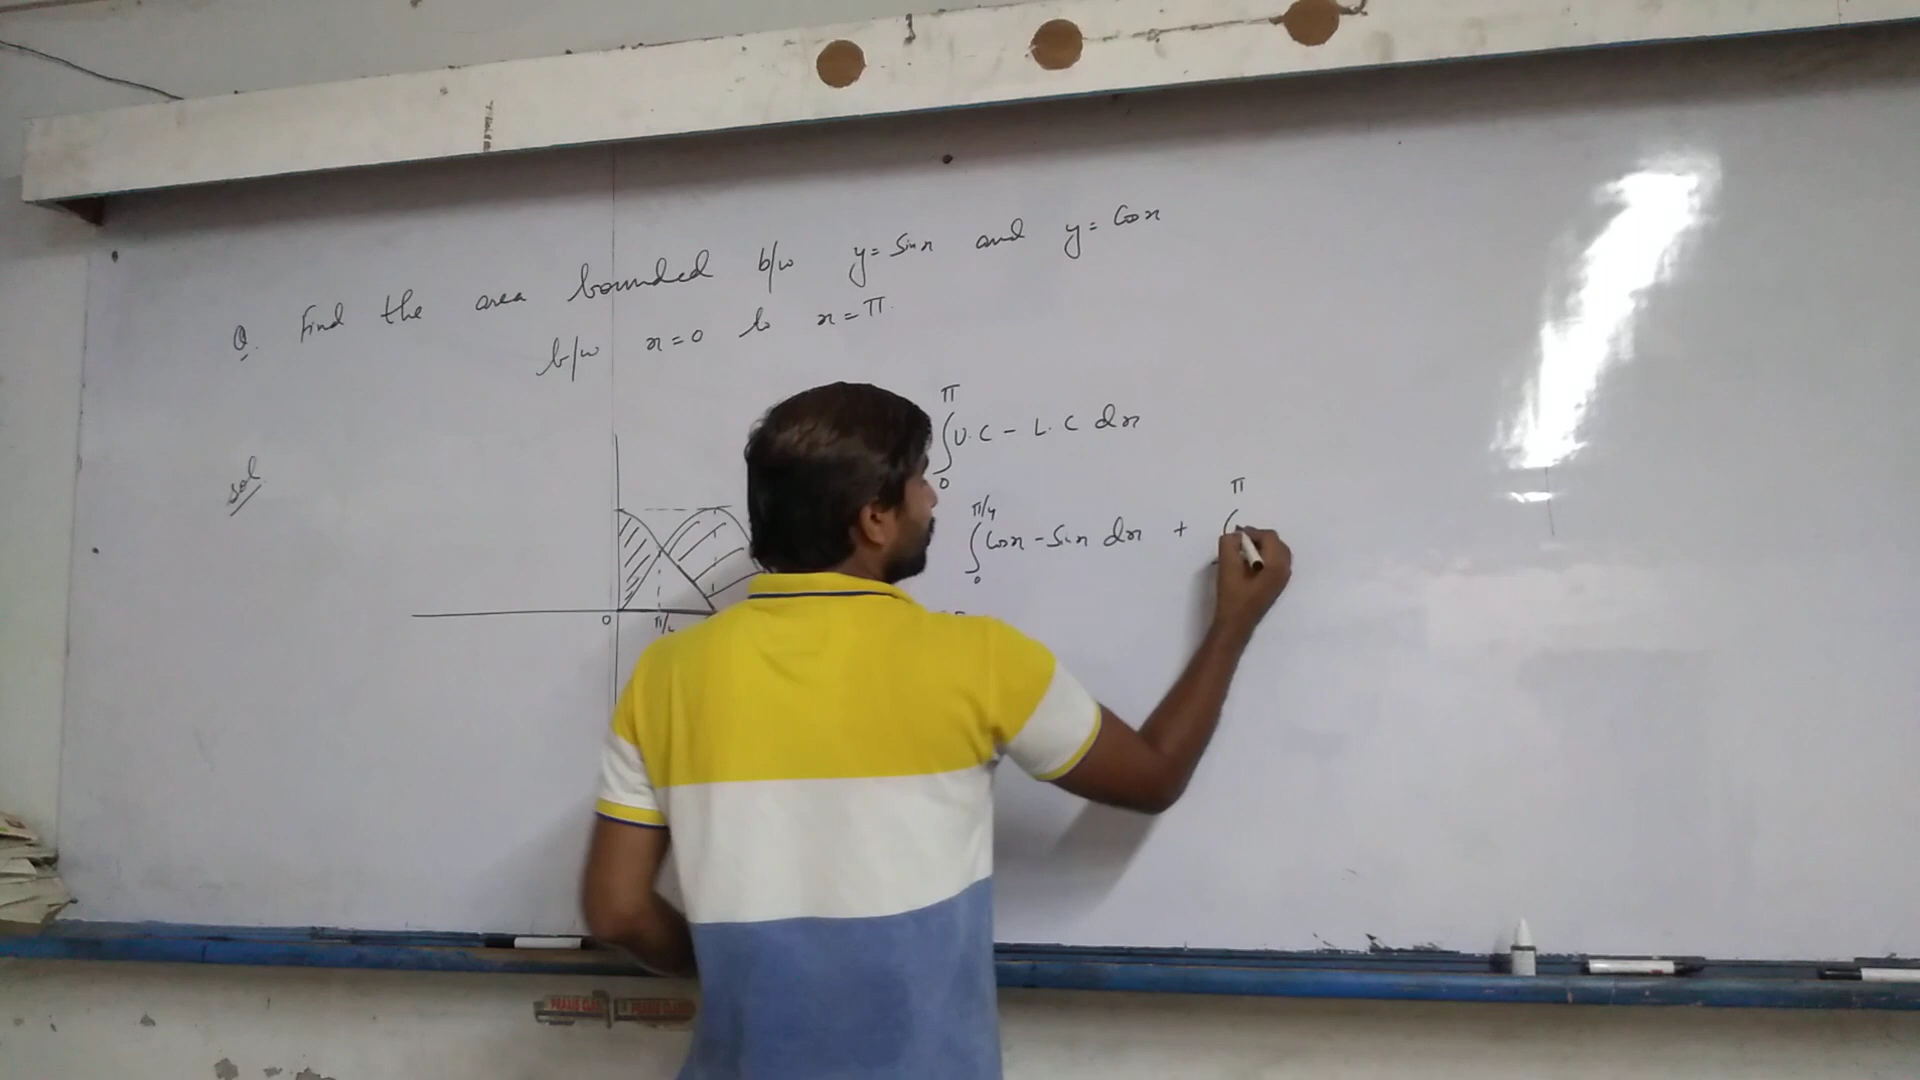 Q. Find the area bounded b/w y = Sin x and y = Cos x
b/w x = 0 to x = π.
Sol
π
∫ U.C - L.C dx
0
π/4 π
∫ Cos x - Sin x dx +
0
0 π/4